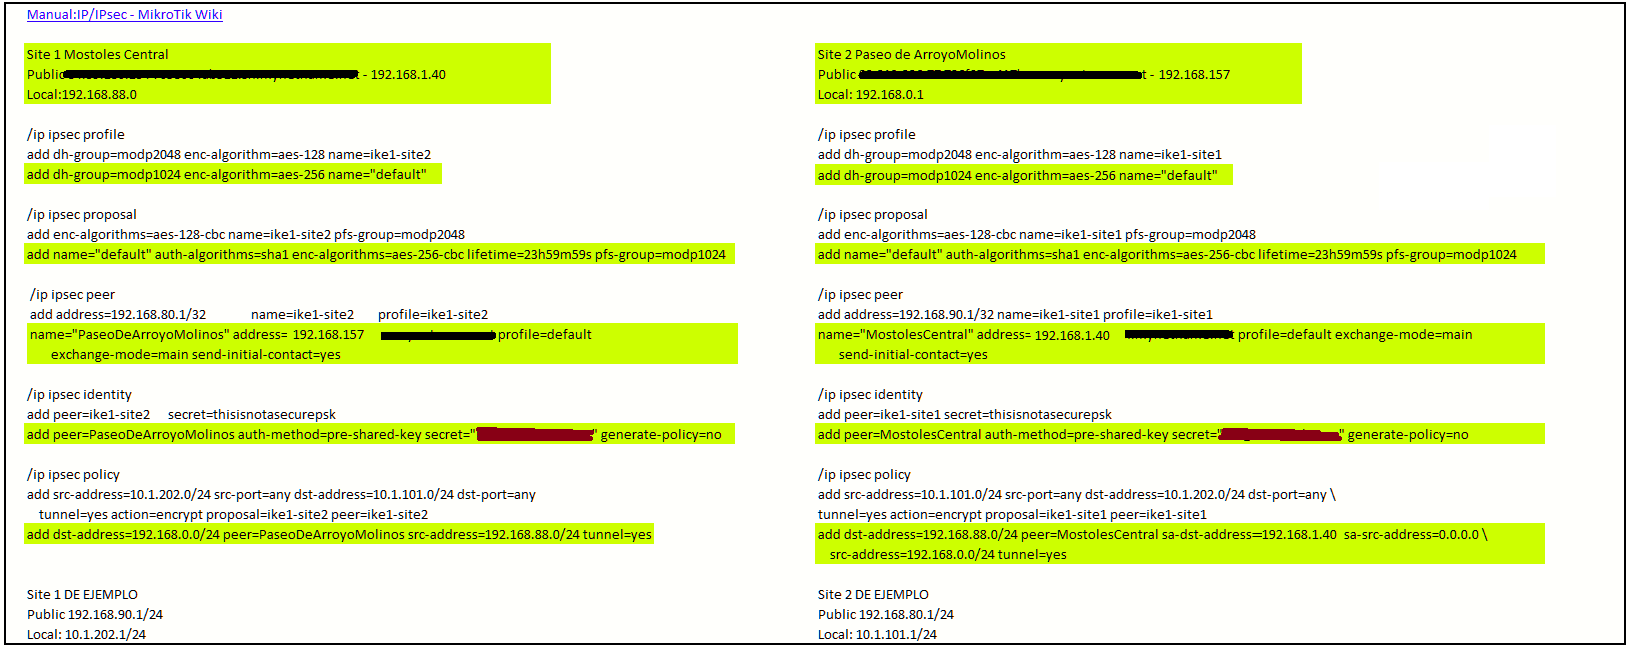 Manual:IP/IPsec - MikroTik Wiki
Site 1 Mostoles Central
Public - 192.168.1.40
Local:192.168.88.0
/ip ipsec profile
add dh-group=modp2048 enc-algorithm=aes-128 name=ike1-site2
add dh-group=modp1024 enc-algorithm=aes-256 name="default"
/ip ipsec proposal
add enc-algorithms=aes-128-cbc name=ike1-site2 pfs-group=modp2048
add name="default" auth-algorithms=sha1 enc-algorithms=aes-256-cbc lifetime=23h59m59s pfs-group=modp1024
/ip ipsec peer
add address=192.168.80.1/32 name=ike1-site2 profile=ike1-site2
name="PaseoDeArroyoMolinos" address= 192.168.157 profile=default
exchange-mode=main send-initial-contact=yes
/ip ipsec identity
add peer=ike1-site2 secret=thisisnotasecurepsk
add peer=PaseoDeArroyoMolinos auth-method=pre-shared-key secret=" " generate-policy=no
/ip ipsec policy
add src-address=10.1.202.0/24 src-port=any dst-address=10.1.101.0/24 dst-port=any
tunnel=yes action=encrypt proposal=ike1-site2 peer=ike1-site2
add dst-address=192.168.0.0/24 peer=PaseoDeArroyoMolinos src-address=192.168.88.0/24 tunnel=yes
Site 1 DE EJEMPLO
Public 192.168.90.1/24
Local: 10.1.202.1/24
Site 2 Paseo de ArroyoMolinos
Public t - 192.168.157
Local: 192.168.0.1
/ip ipsec profile
add dh-group=modp2048 enc-algorithm=aes-128 name=ike1-site1
add dh-group=modp1024 enc-algorithm=aes-256 name="default"
/ip ipsec proposal
add enc-algorithms=aes-128-cbc name=ike1-site1 pfs-group=modp2048
add name="default" auth-algorithms=sha1 enc-algorithms=aes-256-cbc lifetime=23h59m59s pfs-group=modp1024
/ip ipsec peer
add address=192.168.90.1/32 name=ike1-site1 profile=ike1-site1
name="MostolesCentral" address= 192.168.1.40 profile=default exchange-mode=main
send-initial-contact=yes
/ip ipsec identity
add peer=ike1-site1 secret=thisisnotasecurepsk
add peer=MostolesCentral auth-method=pre-shared-key secret=" " generate-policy=no
/ip ipsec policy
add src-address=10.1.101.0/24 src-port=any dst-address=10.1.202.0/24 dst-port=any \
tunnel=yes action=encrypt proposal=ike1-site1 peer=ike1-site1
add dst-address=192.168.88.0/24 peer=MostolesCentral sa-dst-address=192.168.1.40 sa-src-address=0.0.0.0 \
src-address=192.168.0.0/24 tunnel=yes
Site 2 DE EJEMPLO
Public 192.168.80.1/24
Local: 10.1.101.1/24